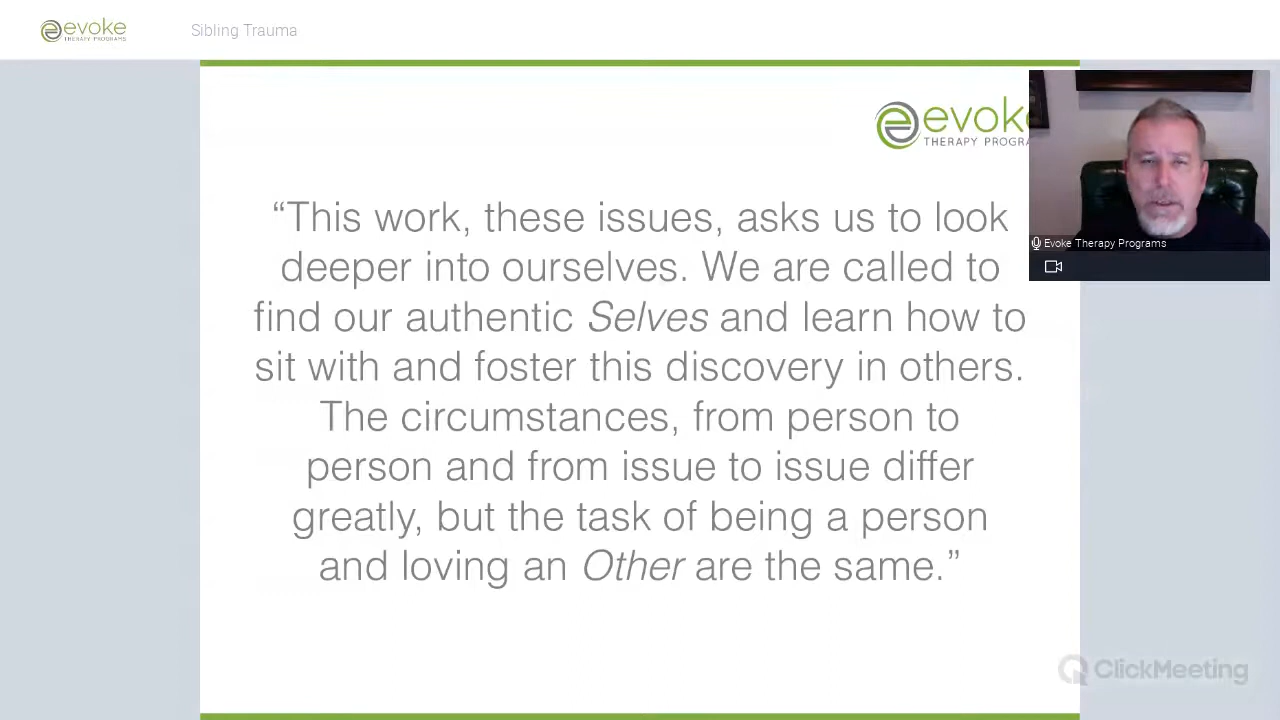 evoke
THERAPY PROGRAMS
Sibling Trauma
evoke
THERAPY PROGRA
“This work, these issues, asks us to look
deeper into ourselves. We are called to
find our authentic Selves and learn how to
sit with and foster this discovery in others.
The circumstances, from person to
person and from issue to issue differ
greatly, but the task of being a person
and loving an Other are the same.”
Evoke Therapy Programs
ClickMeeting